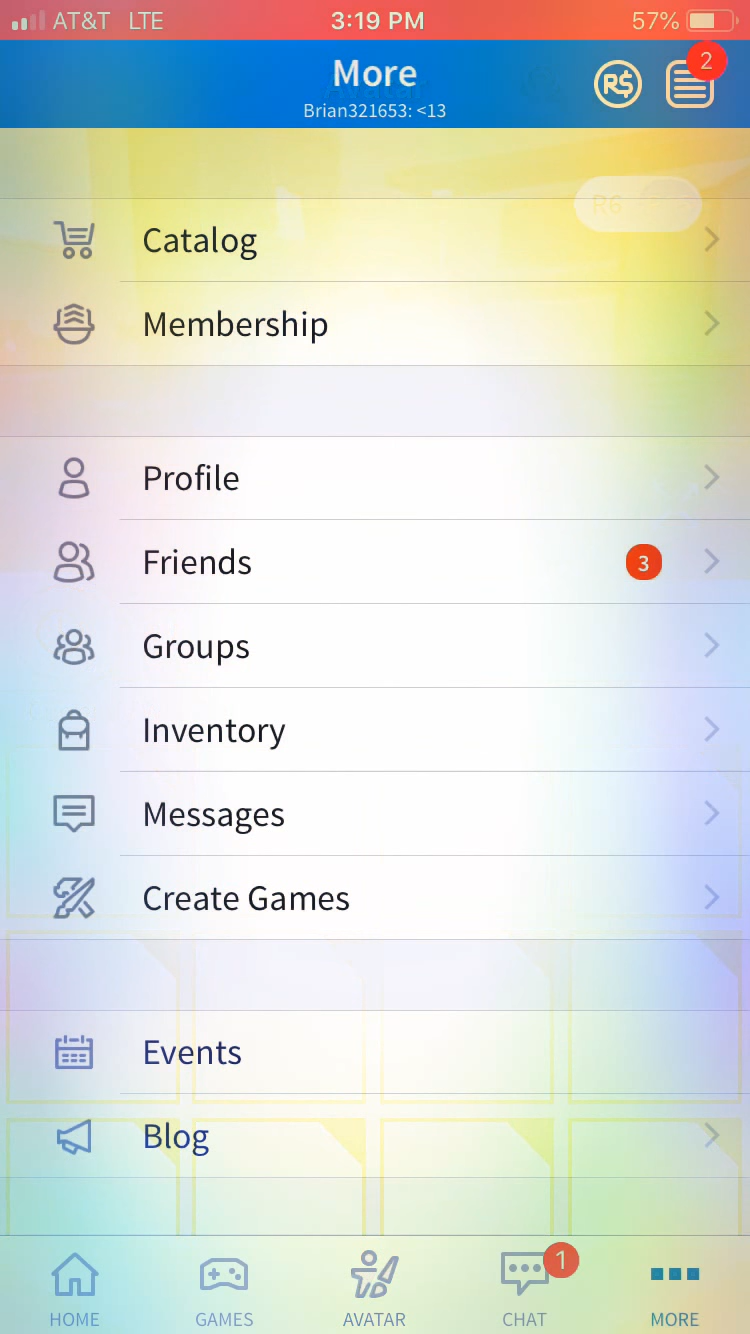 AT&T LTE 3:19 PM 57%
More
Brian321653: <13
R$
2
R6
Catalog
Membership
Profile
Friends 3
Groups
Inventory
Messages
Create Games
Events
Blog
1
HOME GAMES AVATAR CHAT MORE